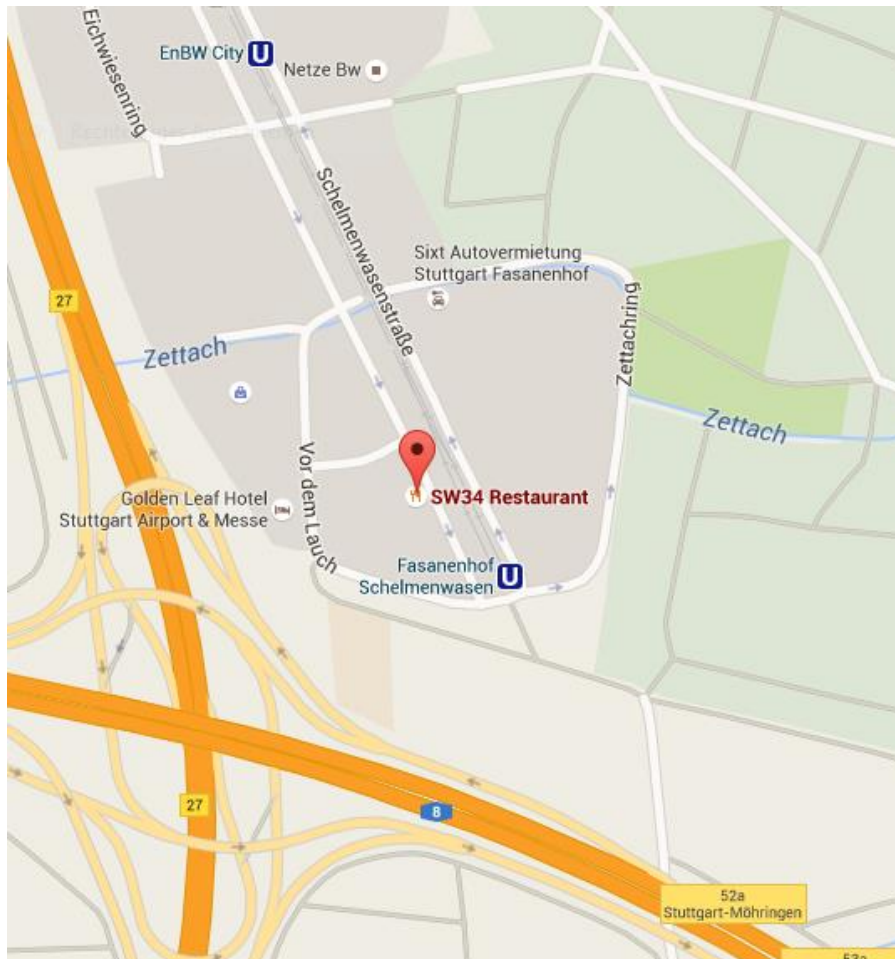 EnBW City
U
Netze Bw
Eichwiesenring
Schelmenwasenstraße
Sixt Autovermietung
Stuttgart Fasanenhof
27
Zettach
Zettachring
Zettach
Vor dem Lauch
Golden Leaf Hotel
Stuttgart Airport & Messe
SW34 Restaurant
Fasanenhof
Schelmenwasen
U
27
8
52a
Stuttgart-Möhringen